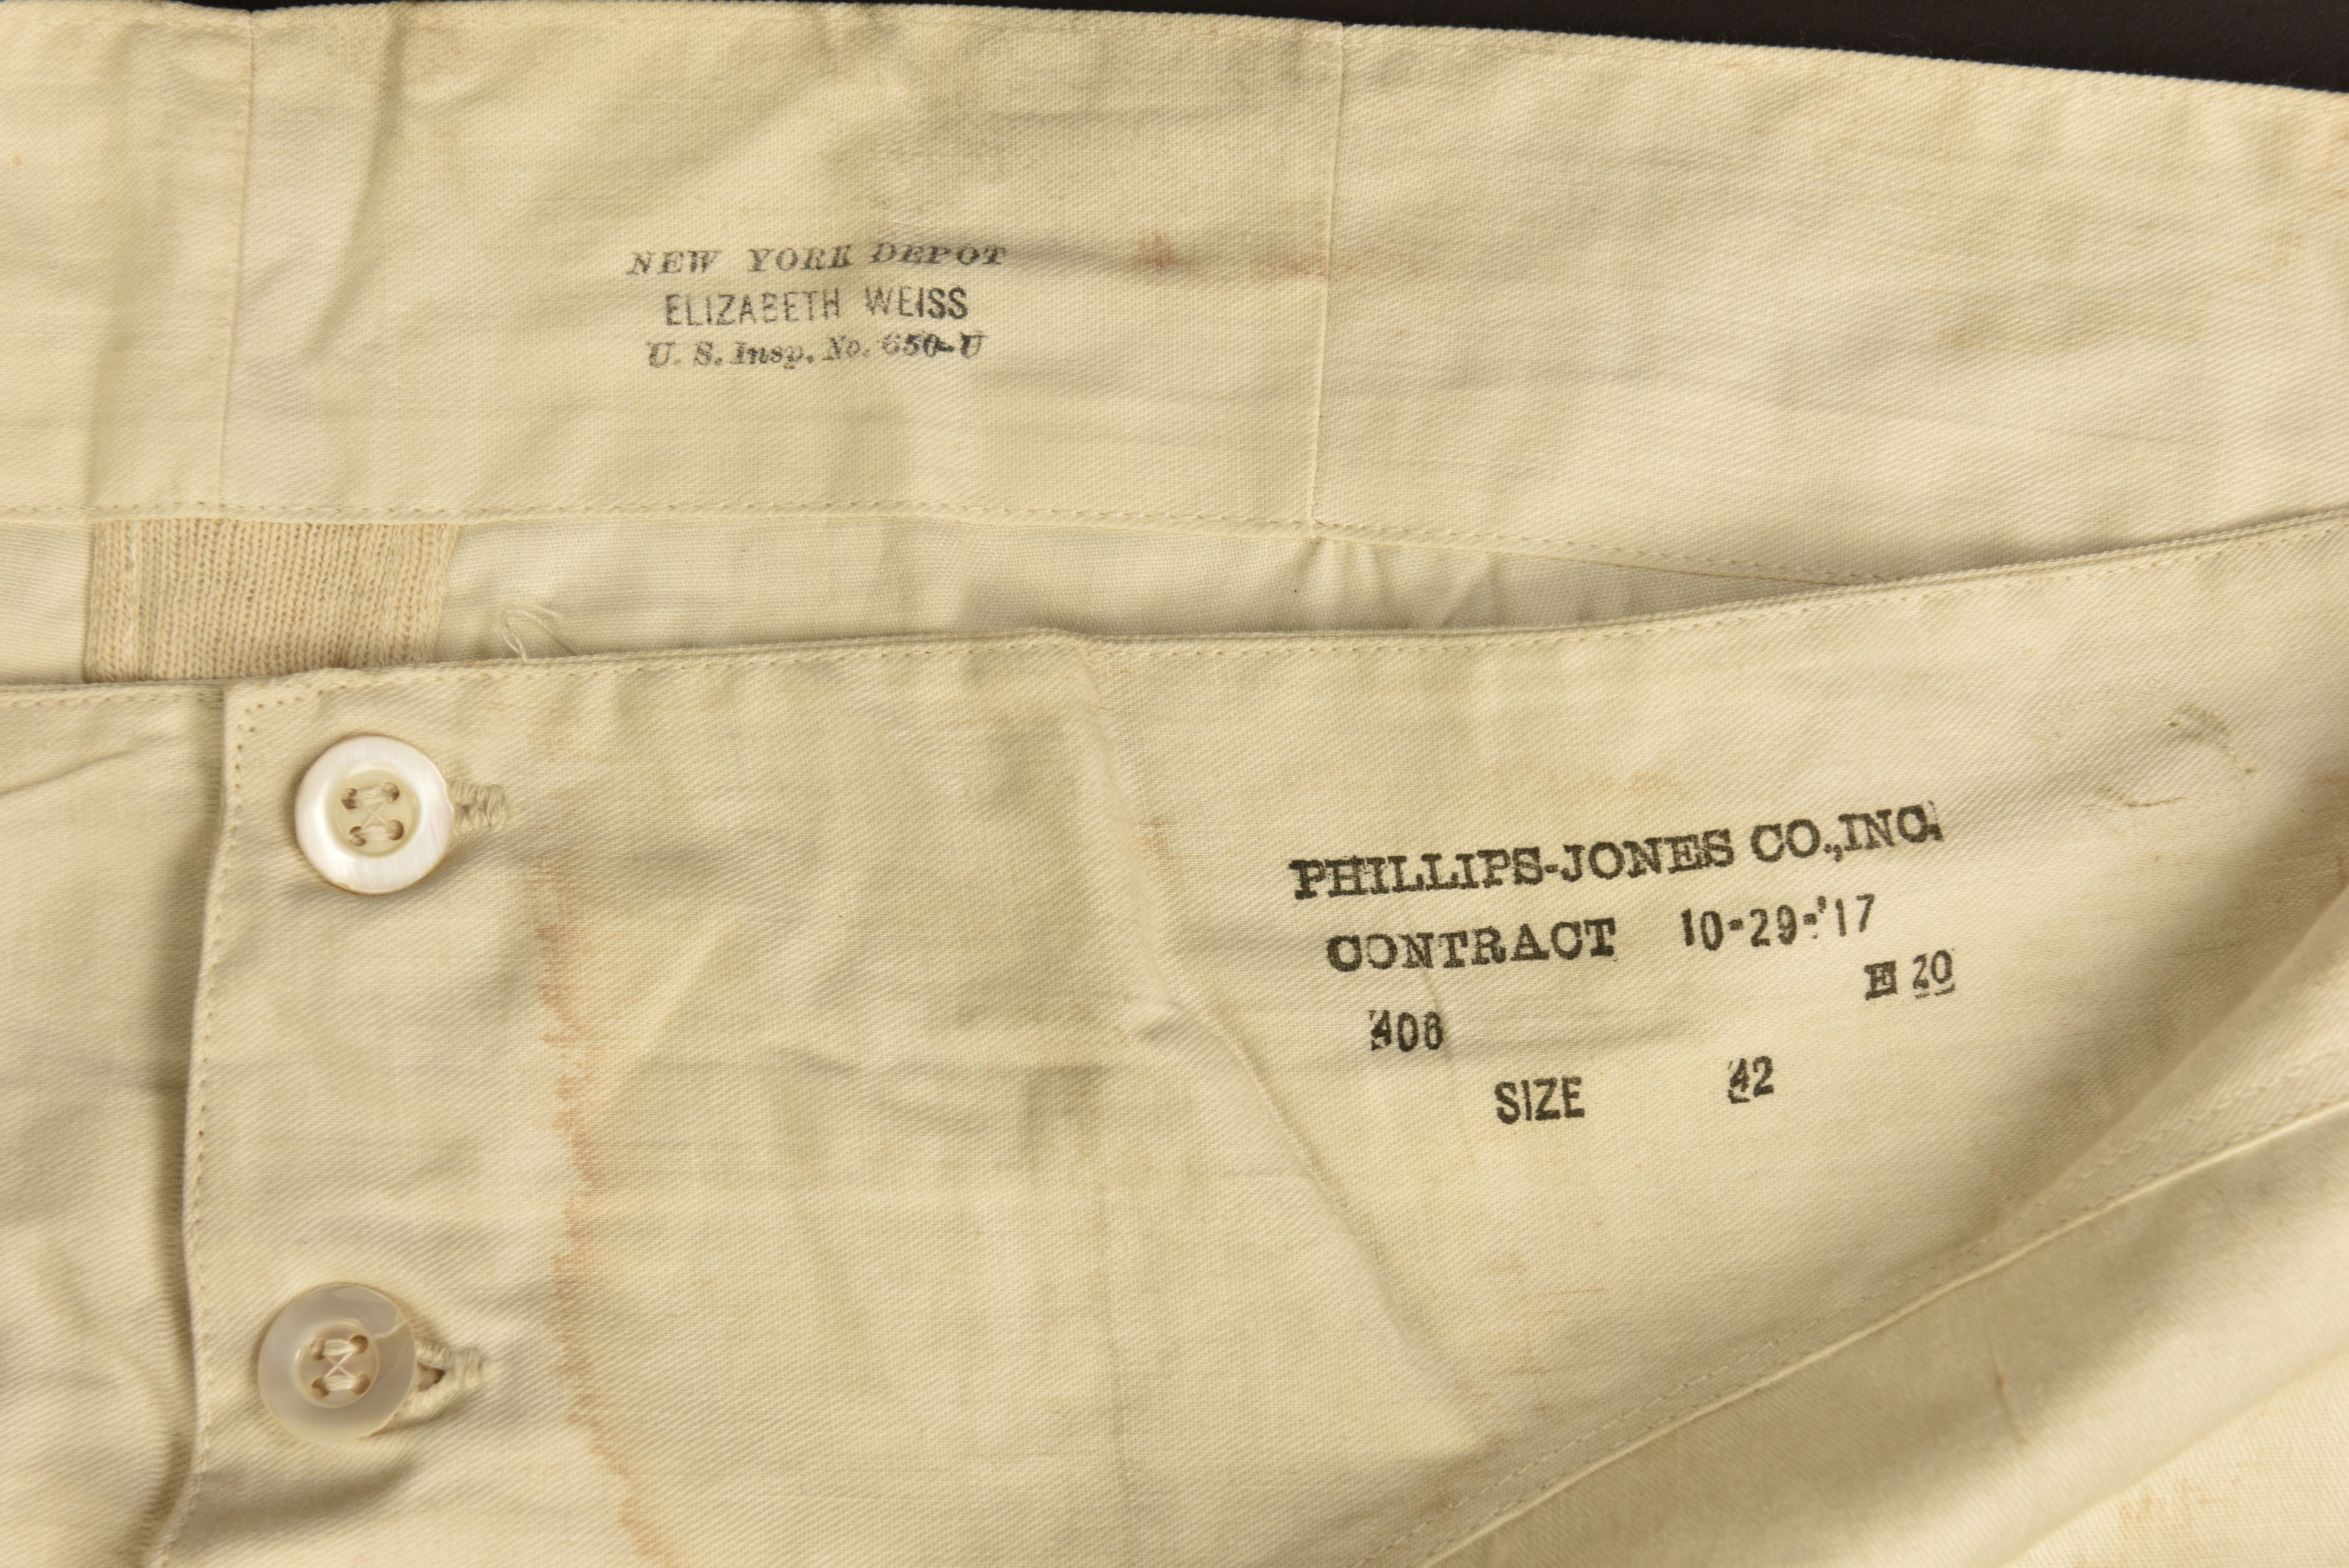 NEW YORK DEPOT
ELIZABETH WEISS
U. S. Insp. No. 650-U
PHILLIPS-JONES CO., INC.
CONTRACT 10-29-'17
E 20
406
SIZE 42